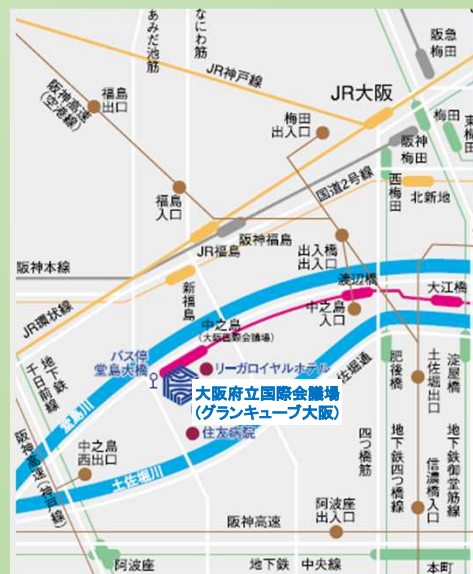 あみだ池筋
なにわ筋
阪急
梅田
JR神戸線
JR大阪
阪神高速
(空港線)
福島
出口
梅田
出入口
梅田
阪神
梅田
国道2号線
西梅田
北新地
福島
入口
JR福島
阪神福島
出入橋
出入口
阪神本線
新福島
渡辺橋
大江橋
中之島
(大阪国際会議場)
中之島
入口
JR環状線
バス停
堂島大橋
リーガロイヤルホテル
大阪府立国際会議場
(グランキューブ大阪)
地下鉄
千日前線
堂島川
住友病院
佐堀通
肥後橋
土佐堀出口
淀屋橋
阪神高速(神戸線)
中之島
西出口
土佐堀川
四つ橋筋
地下鉄四つ橋線
信濃橋入口
地下鉄御堂筋線
阿波座
出入口
阪神高速
阿波座
地下鉄 中央線
本町